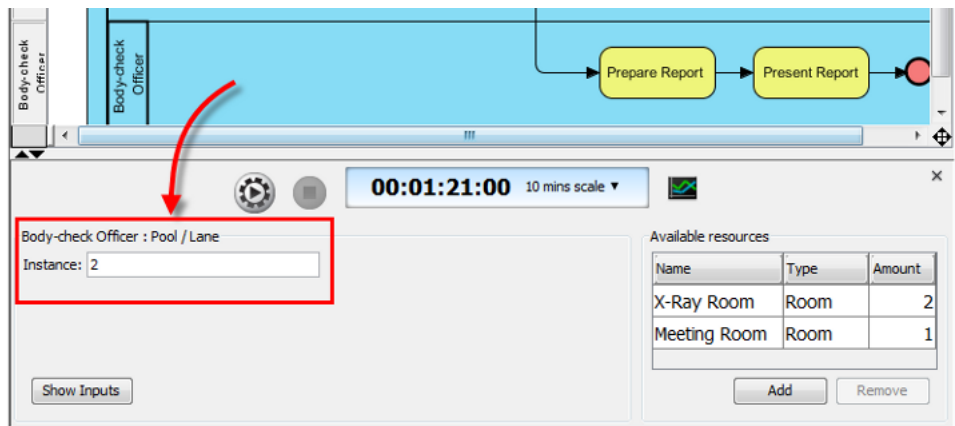 Body-check
Officer
Body-check
Officer
Prepare Report
Present Report
00:01:21:00 10 mins scale ▼
Body-check Officer : Pool / Lane
Instance: 2
Show Inputs
Available resources
Name Type Amount
X-Ray Room Room 2
Meeting Room Room 1
Add Remove